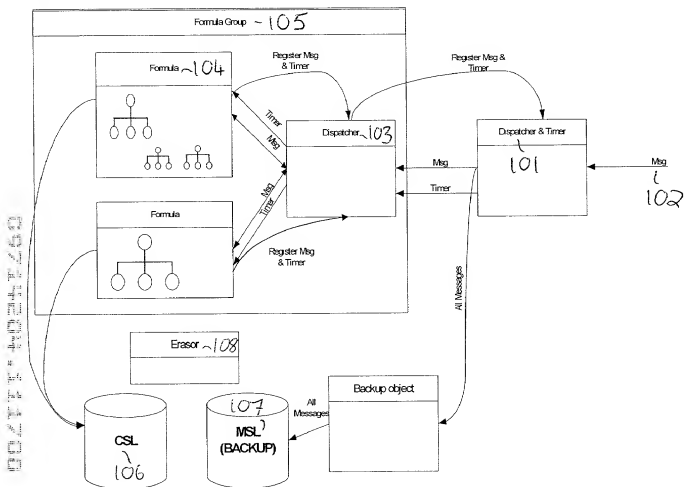 Formula Group ~105
Formula ~104
Register Msg
& Timer
Register Msg &
Timer
Timer
Msg
Dispatcher ~103
Dispatcher & Timer
101
Msg
Timer
Msg
102
Formula
Msg
Timer
Register Msg
& Timer
All Messages
Erasor ~108
Backup object
All
Messages
107
MSL
(BACKUP)
CSL
106